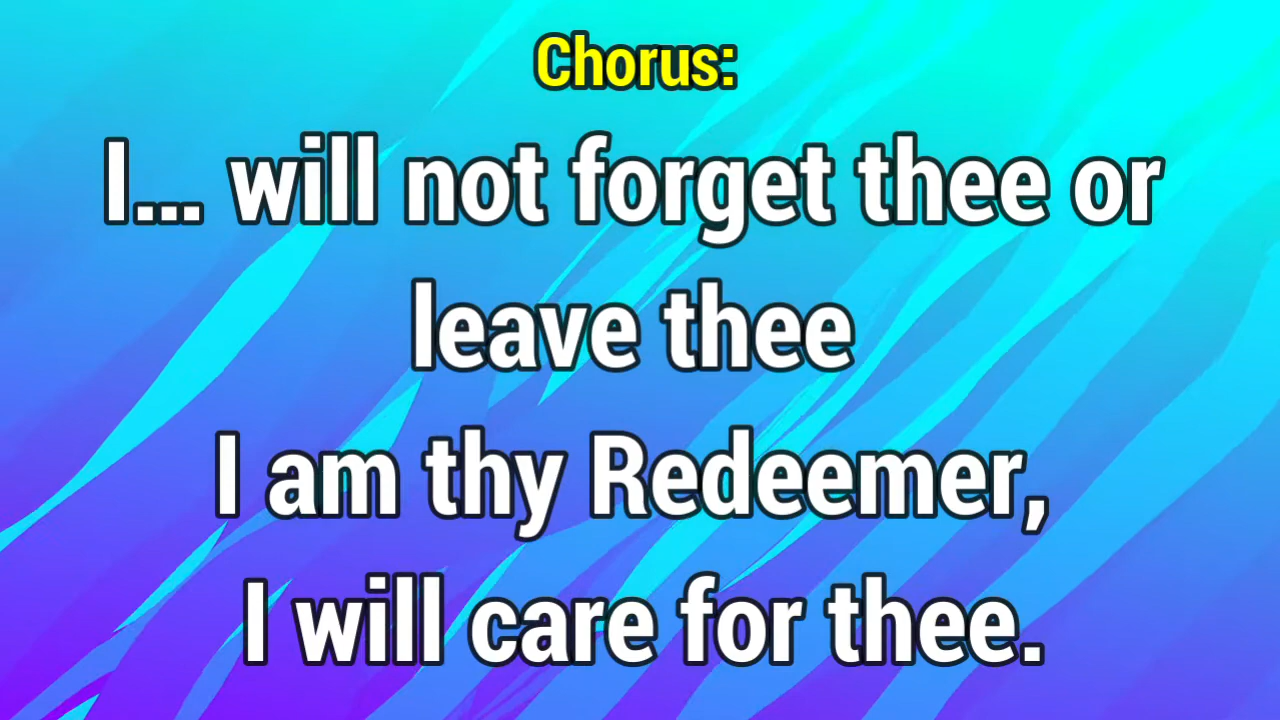 Chorus:
I... will not forget thee or
leave thee
I am thy Redeemer,
I will care for thee.